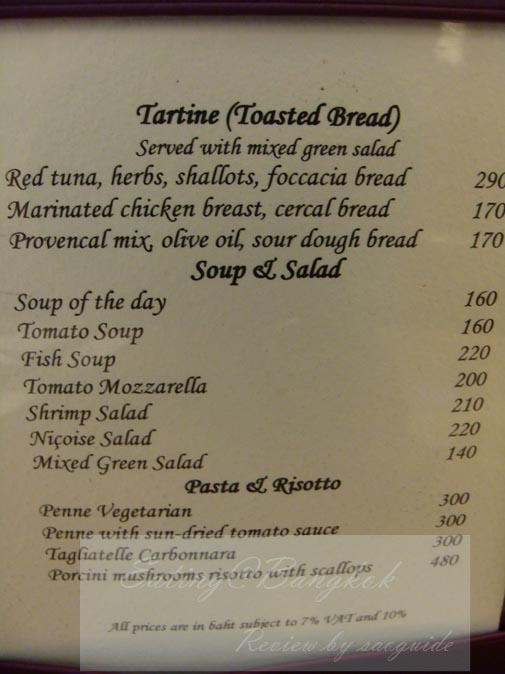 Tartine (Toasted Bread)
Served with mixed green salad
Red tuna, herbs, shallots, foccacia bread 290
Marinated chicken breast, cercal bread 170
Provencal mix, olive oil, sour dough bread 170
Soup & Salad
Soup of the day 160
Tomato Soup 160
Fish Soup 220
Tomato Mozzarella 200
Shrimp Salad 210
Niçoise Salad 220
Mixed Green Salad 140
Pasta & Risotto
Penne Vegetarian 300
Penne with sun-dried tomato sauce 300
Tagliatelle Carbonnara 300
Porcini mushrooms risotto with scallops 480
Eating@Bangkok
All prices are in baht subject to 7% VAT and 10%
Review by sacguide